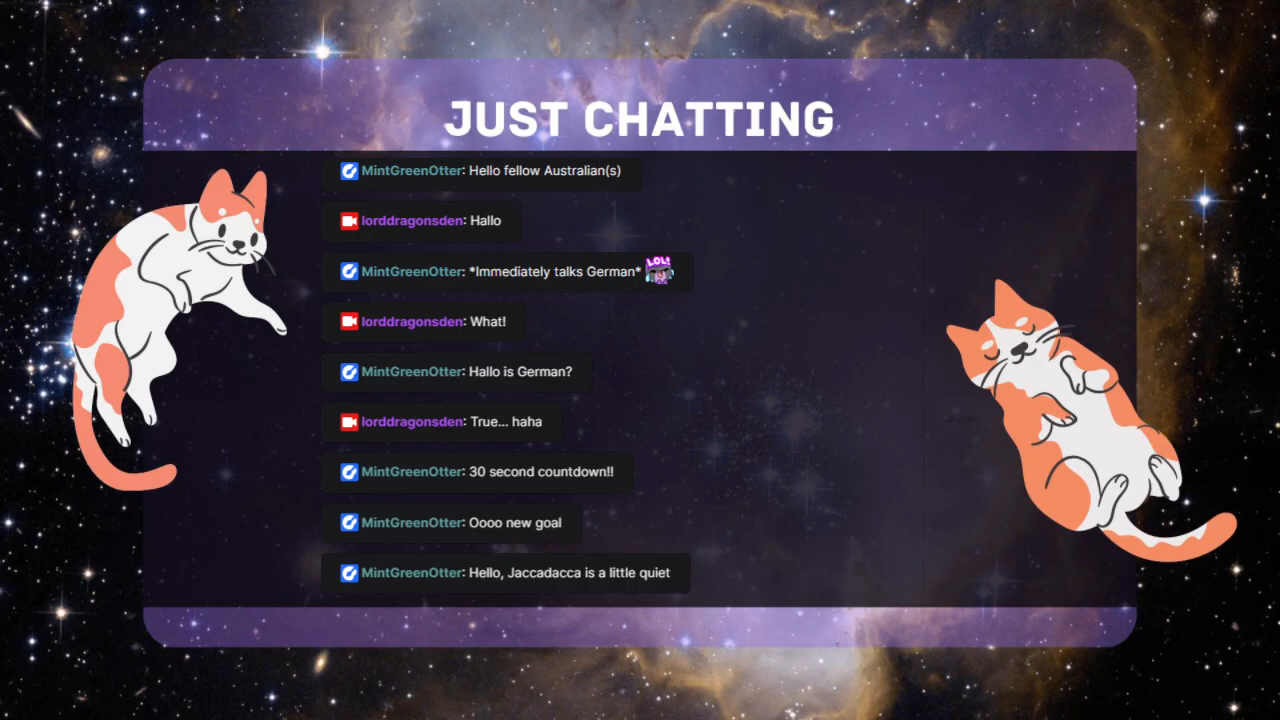 JUST CHATTING
MintGreenOtter: Hello fellow Australian(s)
lorddragonsden: Hallo
MintGreenOtter: *Immediately talks German* LOL!
lorddragonsden: What!
MintGreenOtter: Hallo is German?
lorddragonsden: True... haha
MintGreenOtter: 30 second countdown!!
MintGreenOtter: Oooo new goal
MintGreenOtter: Hello, Jaccadacca is a little quiet